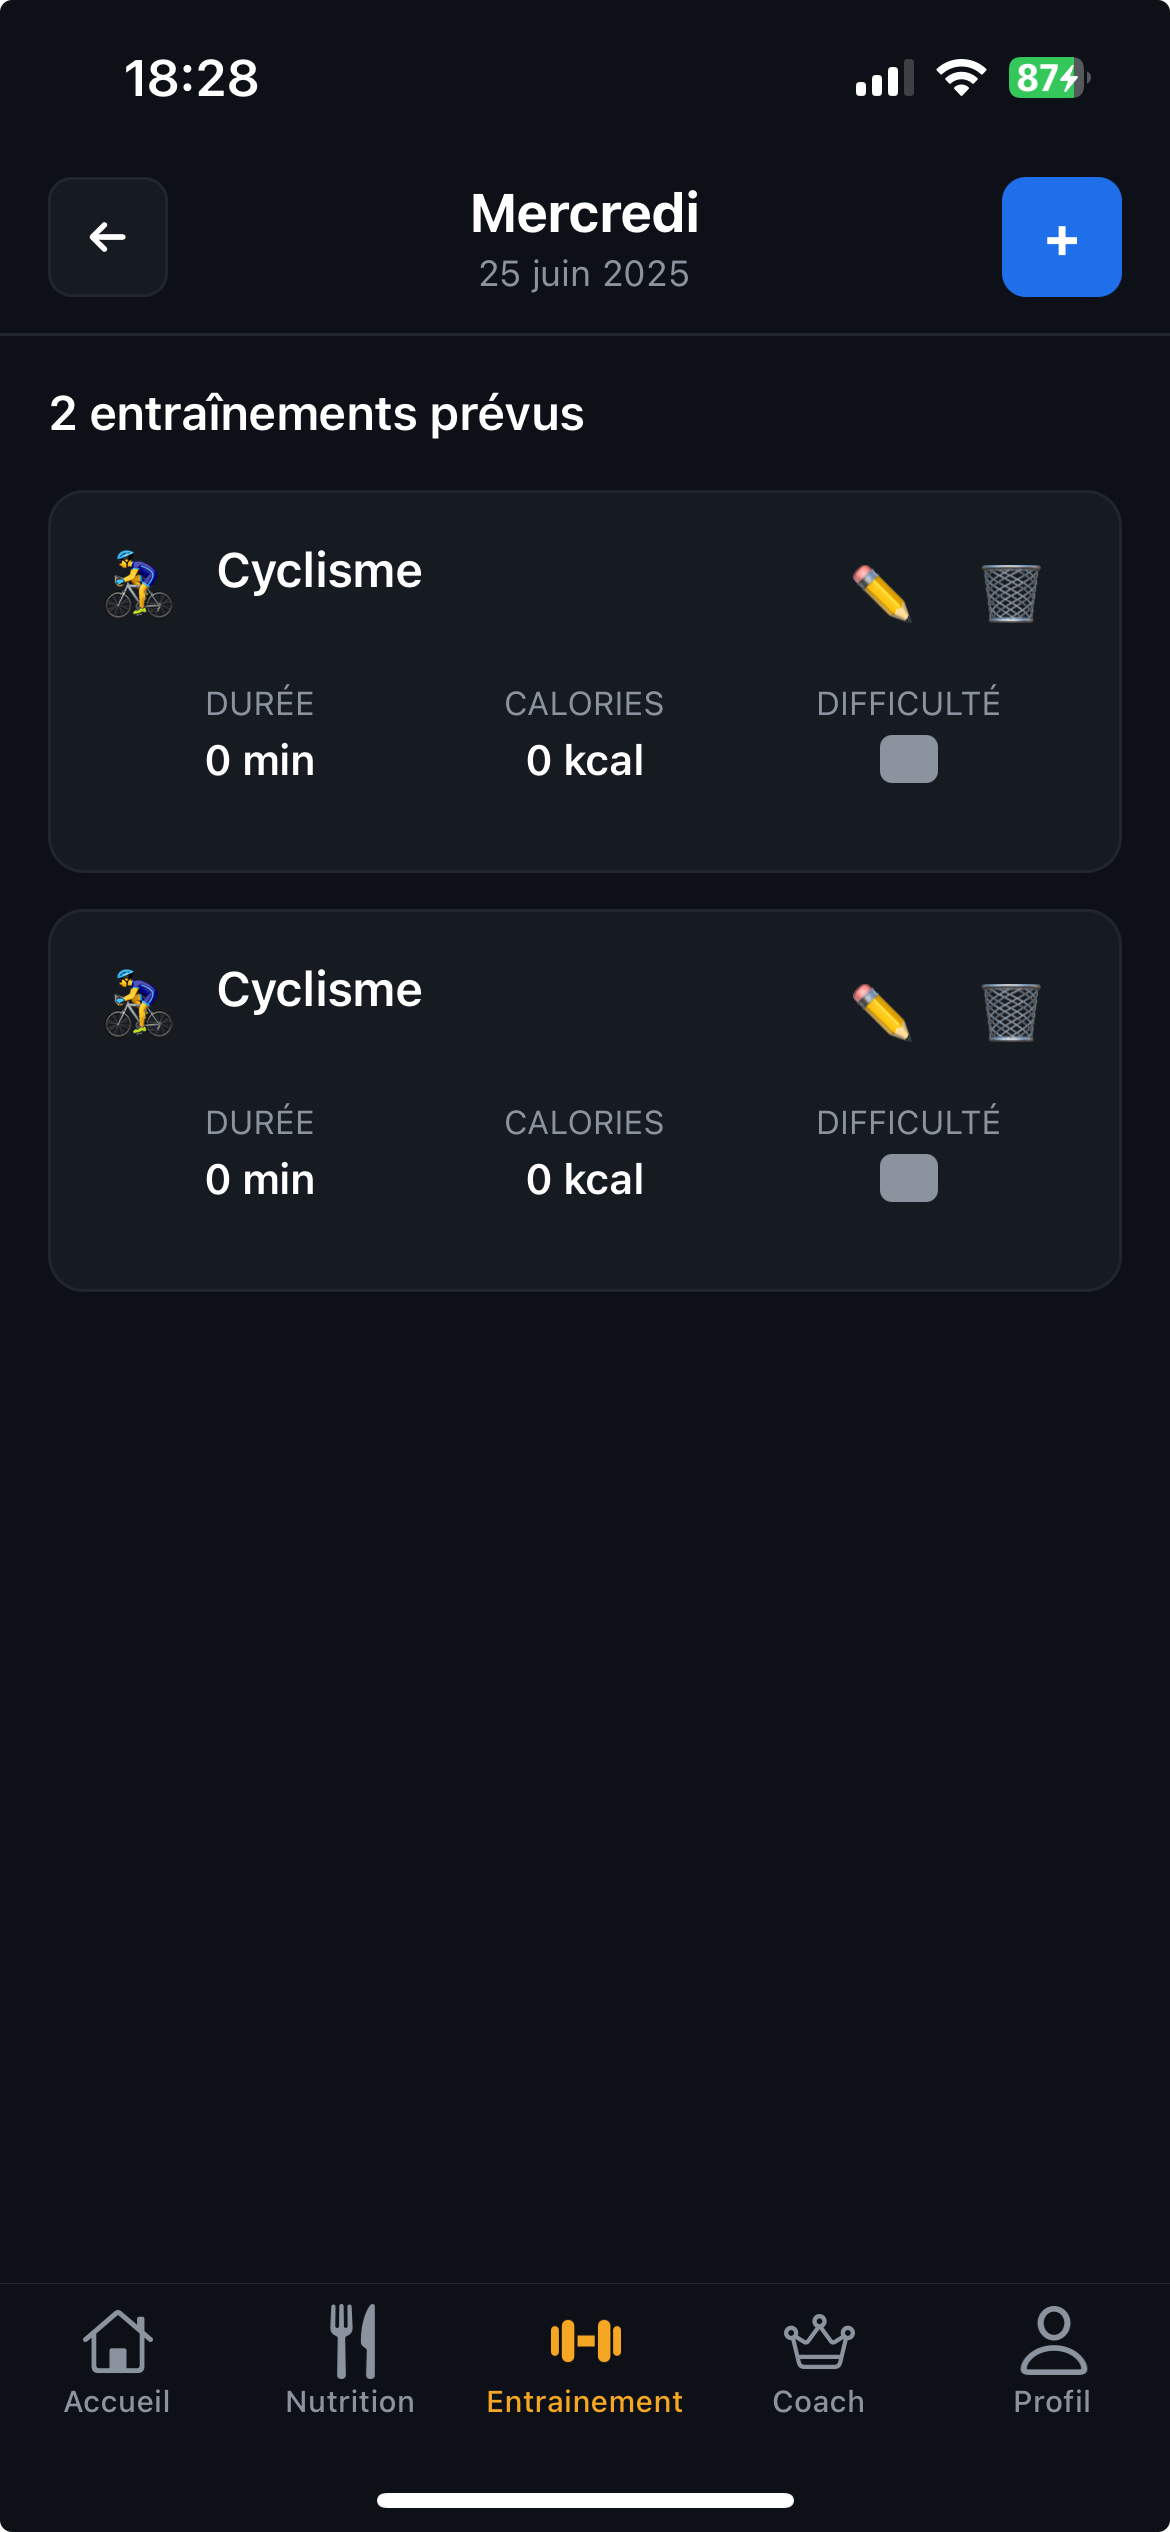 18:28
87
Mercredi
25 juin 2025
+
2 entraînements prévus
Cyclisme
DURÉE CALORIES DIFFICULTÉ
0 min 0 kcal
Cyclisme
DURÉE CALORIES DIFFICULTÉ
0 min 0 kcal
Accueil Nutrition Entrainement Coach Profil